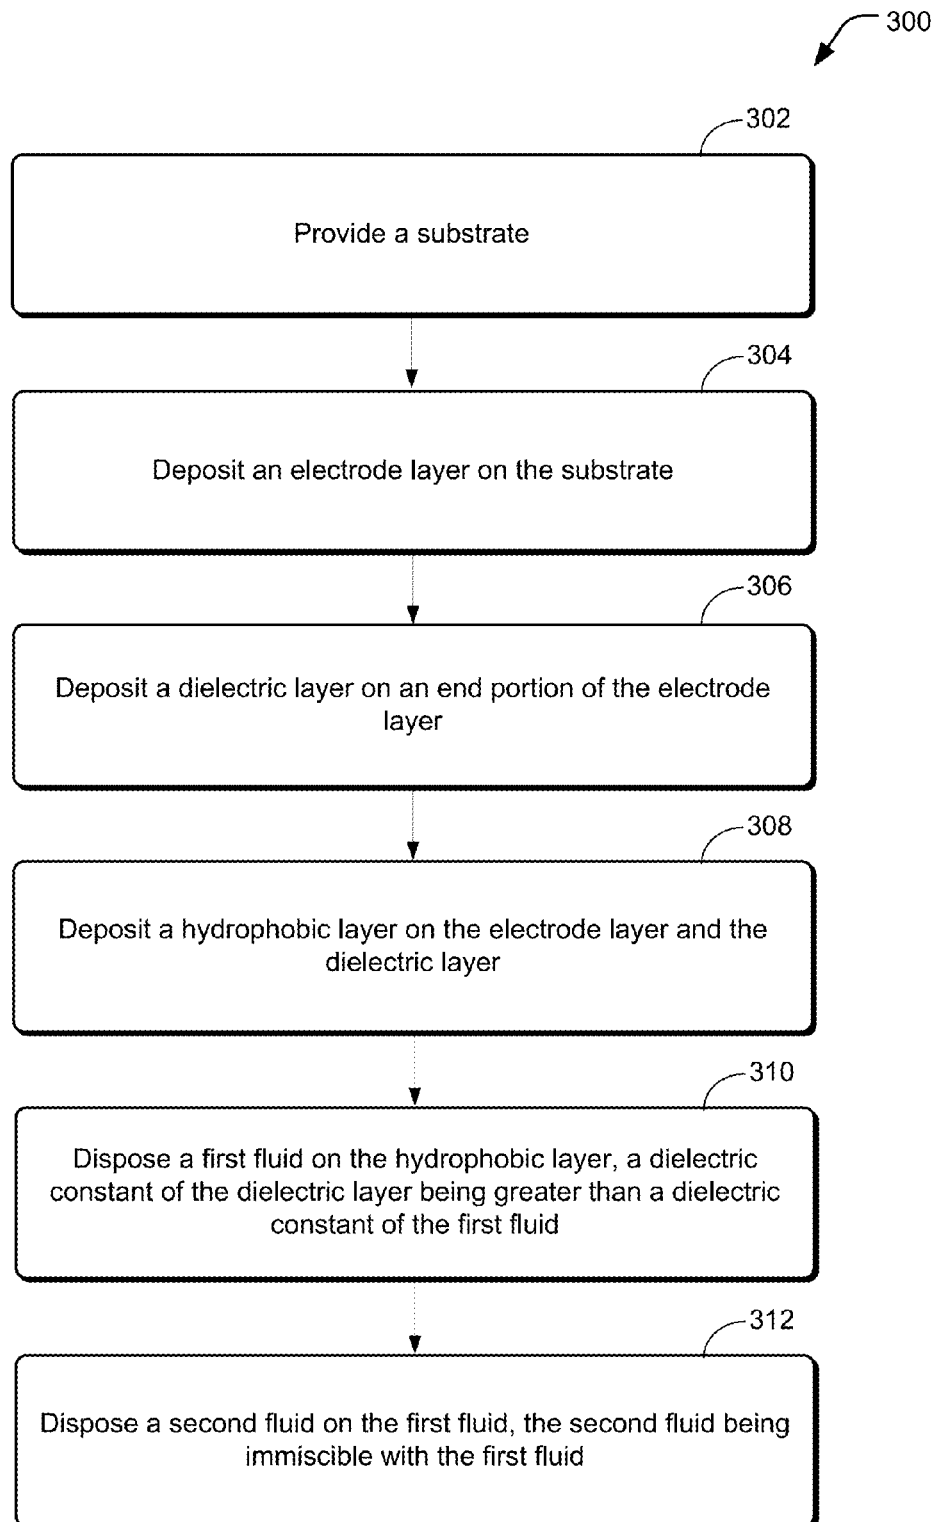 300
302
Provide a substrate
304
Deposit an electrode layer on the substrate
306
Deposit a dielectric layer on an end portion of the electrode
layer
308
Deposit a hydrophobic layer on the electrode layer and the
dielectric layer
310
Dispose a first fluid on the hydrophobic layer, a dielectric
constant of the dielectric layer being greater than a dielectric
constant of the first fluid
312
Dispose a second fluid on the first fluid, the second fluid being
immiscible with the first fluid